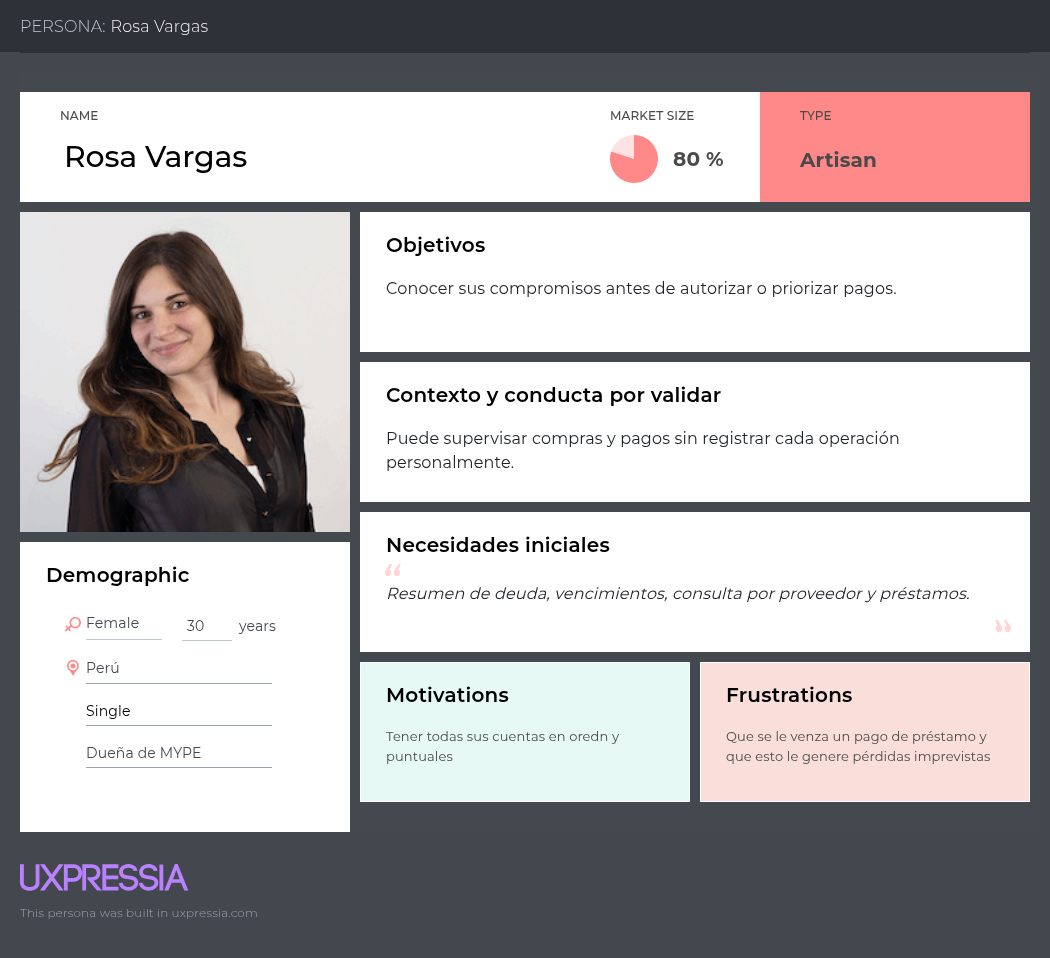 PERSONA: Rosa Vargas
NAME
Rosa Vargas
MARKET SIZE
80 %
TYPE
Artisan
Objetivos
Conocer sus compromisos antes de autorizar o priorizar pagos.
Contexto y conducta por validar
Puede supervisar compras y pagos sin registrar cada operación
personalmente.
Necesidades iniciales
“
Resumen de deuda, vencimientos, consulta por proveedor y préstamos.
”
Demographic
Female 30 years
Perú
Single
Dueña de MYPE
Motivations
Tener todas sus cuentas en oredn y
puntuales
Frustrations
Que se le venza un pago de préstamo y
que esto le genere pérdidas imprevistas
UXPRESSIA
This persona was built in uxpressia.com